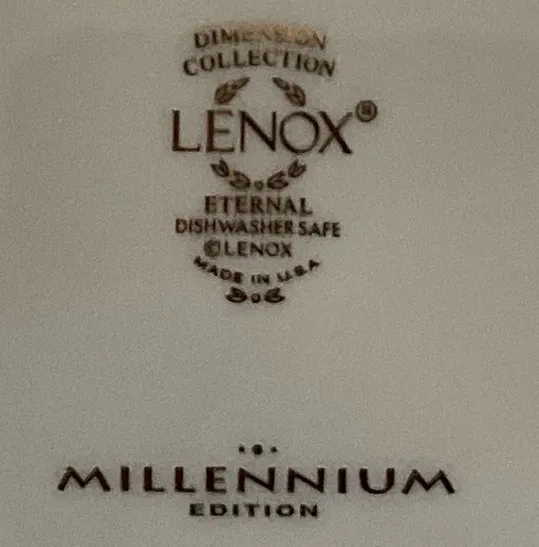 DIMENSION
COLLECTION
LENOX®
ETERNAL
DISHWASHER SAFE
©LENOX
MADE IN U.S.A
MILLENNIUM
EDITION